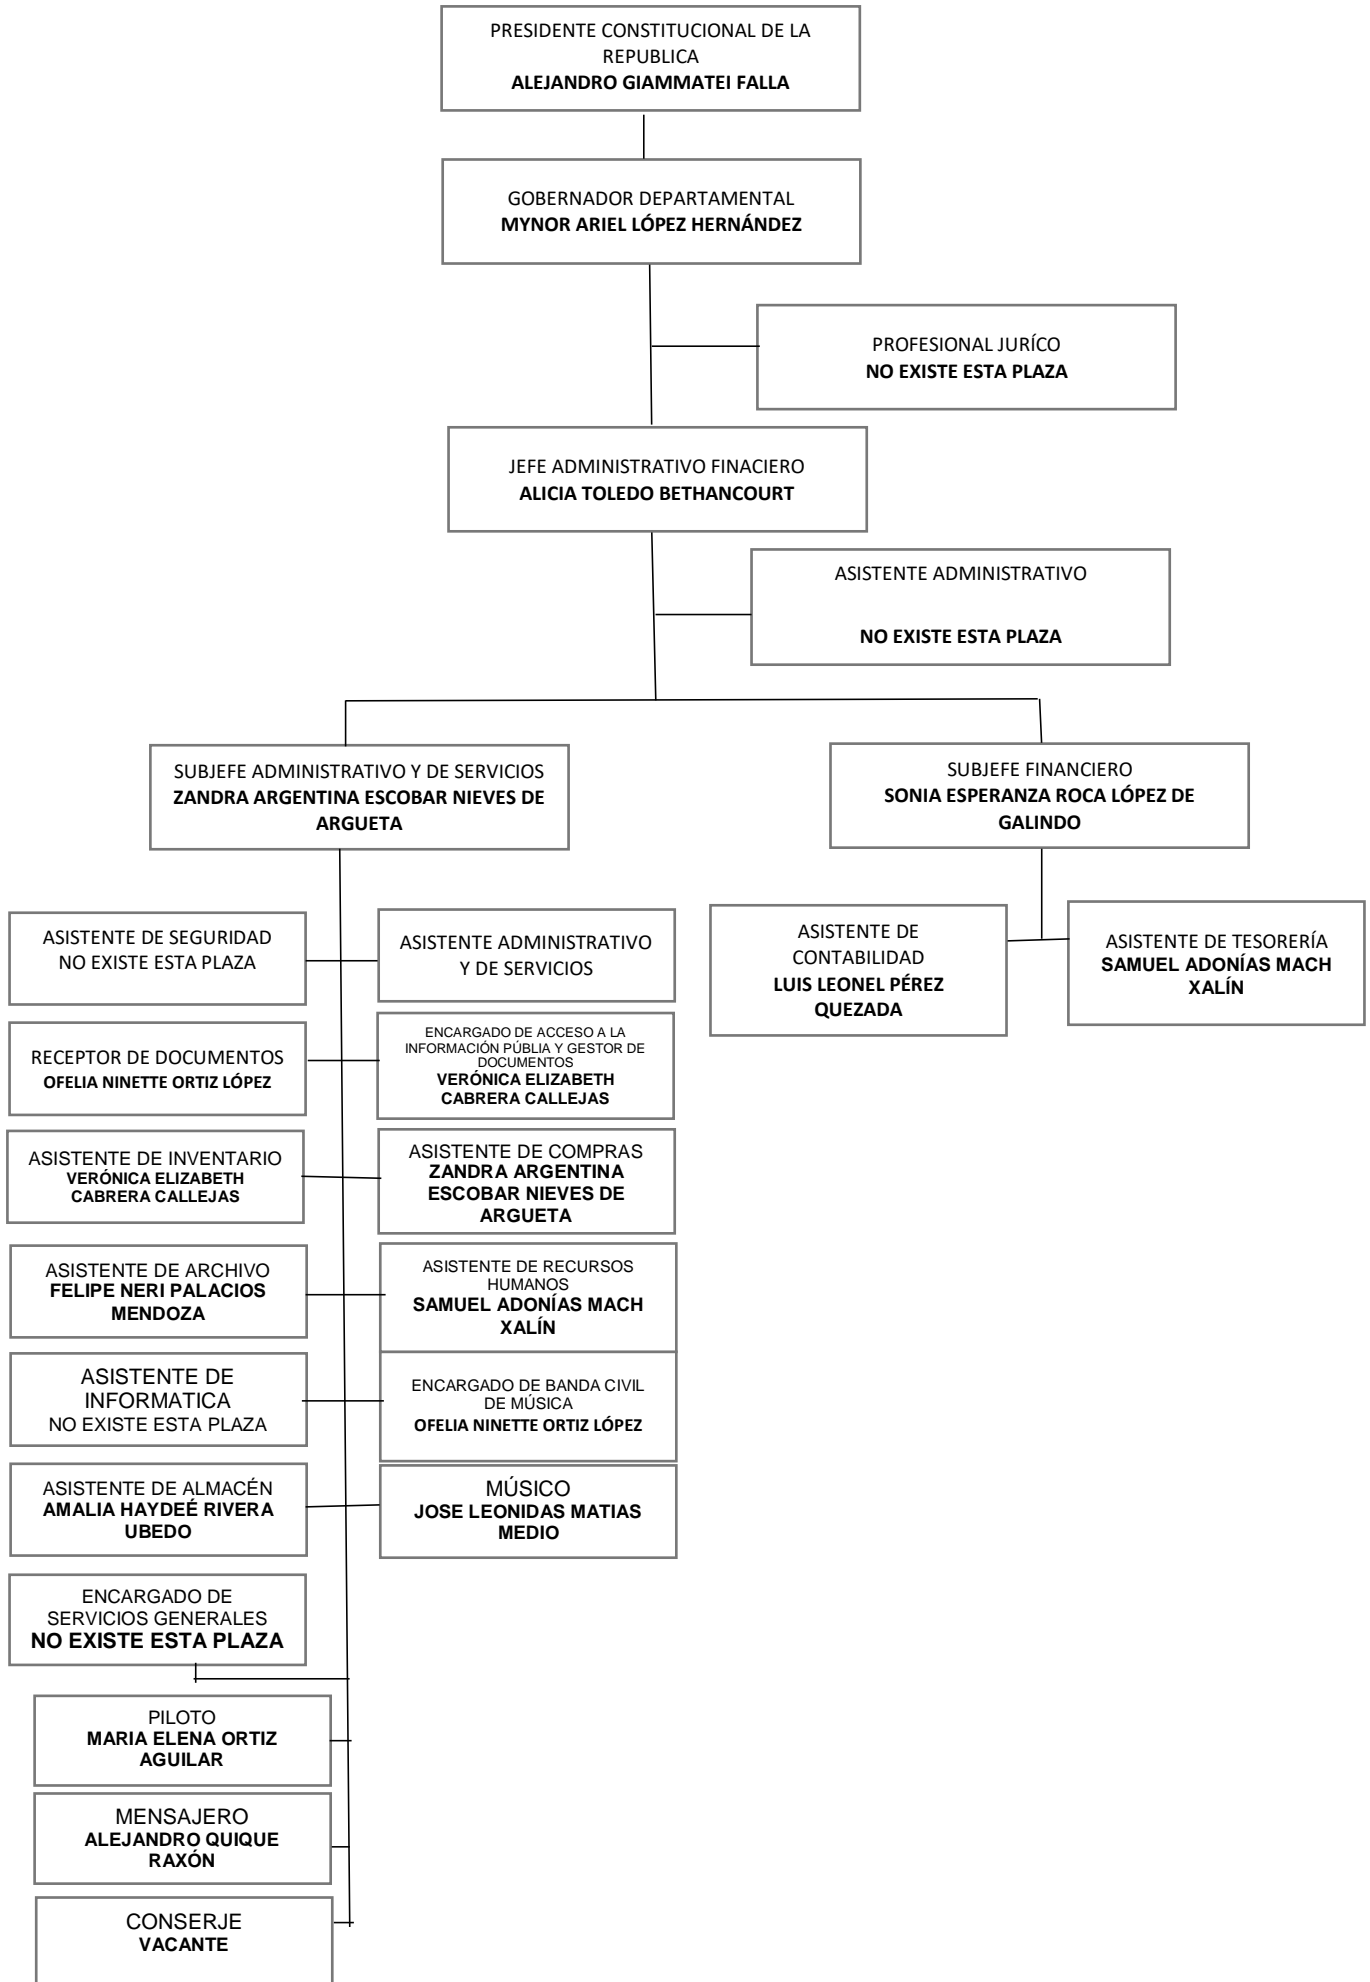 PRESIDENTE CONSTITUCIONAL DE LA
REPUBLICA
ALEJANDRO GIAMMATEI FALLA
GOBERNADOR DEPARTAMENTAL
MYNOR ARIEL LÓPEZ HERNÁNDEZ
PROFESIONAL JURÍCO
NO EXISTE ESTA PLAZA
JEFE ADMINISTRATIVO FINACIERO
ALICIA TOLEDO BETHANCOURT
ASISTENTE ADMINISTRATIVO
NO EXISTE ESTA PLAZA
SUBJEFE ADMINISTRATIVO Y DE SERVICIOS
ZANDRA ARGENTINA ESCOBAR NIEVES DE
ARGUETA
SUBJEFE FINANCIERO
SONIA ESPERANZA ROCA LÓPEZ DE
GALINDO
ASISTENTE DE SEGURIDAD
NO EXISTE ESTA PLAZA
ASISTENTE ADMINISTRATIVO
Y DE SERVICIOS
ASISTENTE DE
CONTABILIDAD
LUIS LEONEL PÉREZ
QUEZADA
ASISTENTE DE TESORERÍA
SAMUEL ADONÍAS MACH
XALÍN
RECEPTOR DE DOCUMENTOS
OFELIA NINETTE ORTIZ LÓPEZ
ENCARGADO DE ACCESO A LA
INFORMACIÓN PÚBLIA Y GESTOR DE
DOCUMENTOS
VERÓNICA ELIZABETH
CABRERA CALLEJAS
ASISTENTE DE INVENTARIO
VERÓNICA ELIZABETH
CABRERA CALLEJAS
ASISTENTE DE COMPRAS
ZANDRA ARGENTINA
ESCOBAR NIEVES DE
ARGUETA
ASISTENTE DE ARCHIVO
FELIPE NERI PALACIOS
MENDOZA
ASISTENTE DE RECURSOS
HUMANOS
SAMUEL ADONÍAS MACH
XALÍN
ASISTENTE DE
INFORMATICA
NO EXISTE ESTA PLAZA
ENCARGADO DE BANDA CIVIL
DE MÚSICA
OFELIA NINETTE ORTIZ LÓPEZ
ASISTENTE DE ALMACÉN
AMALIA HAYDEÉ RIVERA
UBEDO
MÚSICO
JOSE LEONIDAS MATIAS
MEDIO
ENCARGADO DE
SERVICIOS GENERALES
NO EXISTE ESTA PLAZA
PILOTO
MARIA ELENA ORTIZ
AGUILAR
MENSAJERO
ALEJANDRO QUIQUE
RAXÓN
CONSERJE
VACANTE